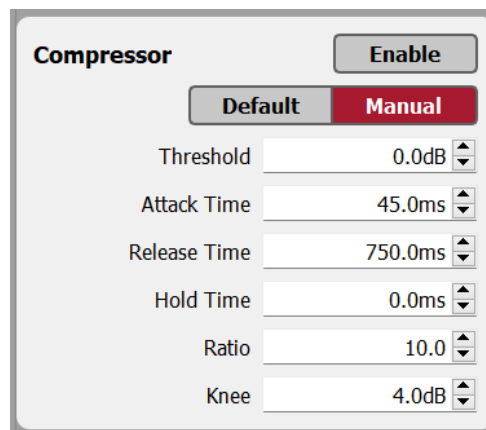 Compressor Enable
Default Manual
Threshold 0.0dB
Attack Time 45.0ms
Release Time 750.0ms
Hold Time 0.0ms
Ratio 10.0
Knee 4.0dB